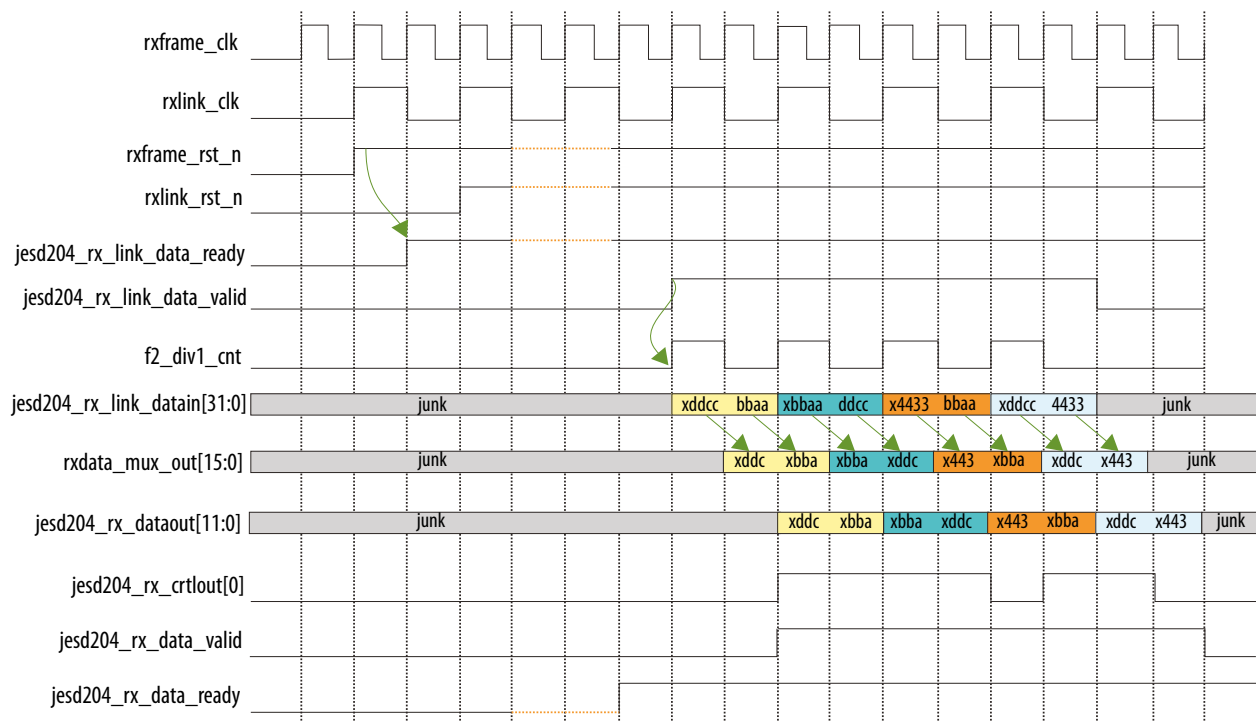 rxframe_clk
rxlink_clk
rxframe_rst_n
rxlink_rst_n
jesd204_rx_link_data_ready
jesd204_rx_link_data_valid
f2_div1_cnt
jesd204_rx_link_datain[31:0] junk xddcc bbaa xbbaa ddcc x4433 bbaa xddcc 4433 junk
rxdata_mux_out[15:0] junk xddc xbba xbba xddc x443 xbba xddc x443 junk
jesd204_rx_dataout[11:0] junk xddc xbba xbba xddc x443 xbba xddc x443 junk
jesd204_rx_crtlout[0]
jesd204_rx_data_valid
jesd204_rx_data_ready